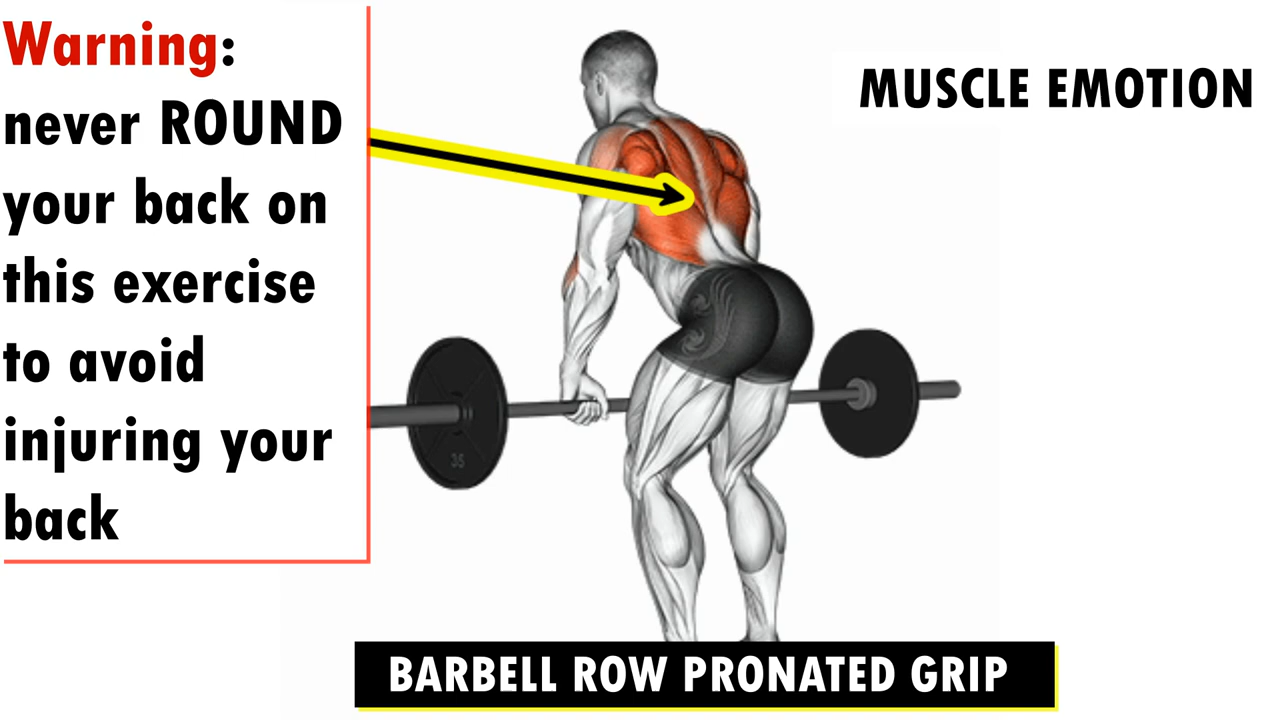 Warning:
never ROUND
your back on
this exercise
to avoid
injuring your
back
MUSCLE EMOTION
35
BARBELL ROW PRONATED GRIP